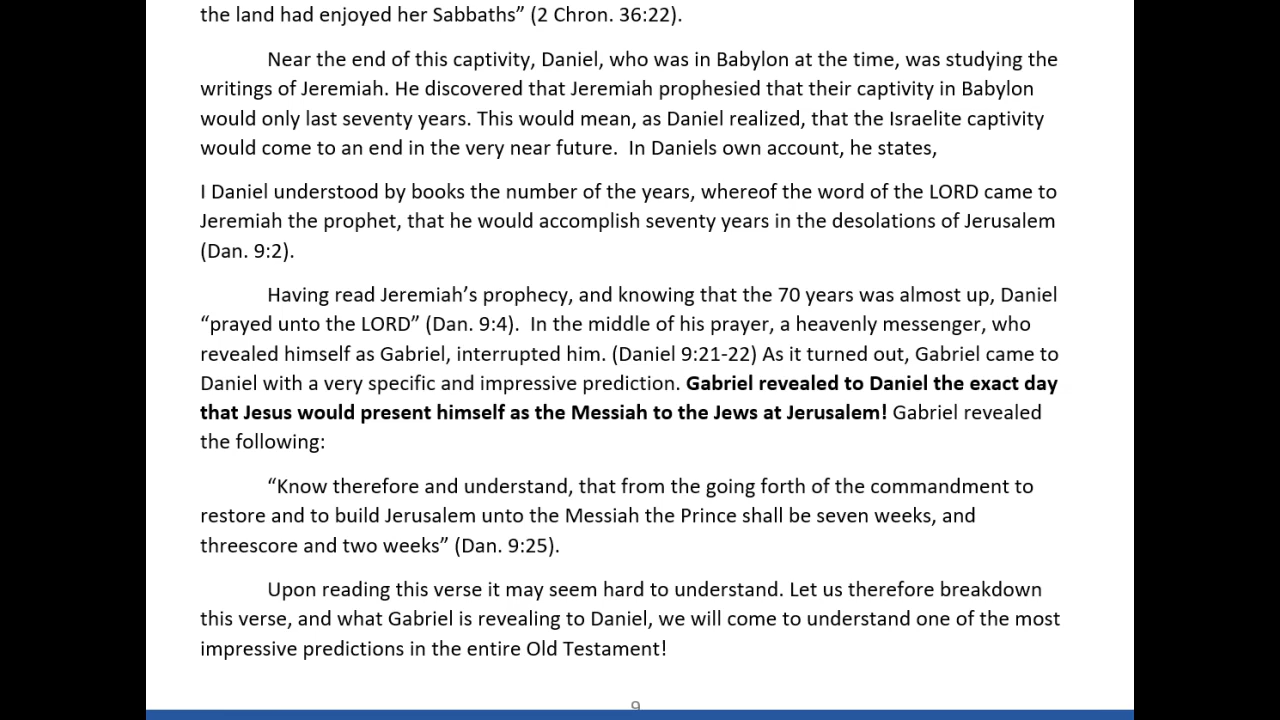 the land had enjoyed her Sabbaths” (2 Chron. 36:22).
Near the end of this captivity, Daniel, who was in Babylon at the time, was studying the
writings of Jeremiah. He discovered that Jeremiah prophesied that their captivity in Babylon
would only last seventy years. This would mean, as Daniel realized, that the Israelite captivity
would come to an end in the very near future.  In Daniels own account, he states,
I Daniel understood by books the number of the years, whereof the word of the LORD came to
Jeremiah the prophet, that he would accomplish seventy years in the desolations of Jerusalem
(Dan. 9:2).
Having read Jeremiah’s prophecy, and knowing that the 70 years was almost up, Daniel
“prayed unto the LORD” (Dan. 9:4).  In the middle of his prayer, a heavenly messenger, who
revealed himself as Gabriel, interrupted him. (Daniel 9:21-22) As it turned out, Gabriel came to
Daniel with a very specific and impressive prediction. Gabriel revealed to Daniel the exact day
that Jesus would present himself as the Messiah to the Jews at Jerusalem! Gabriel revealed
the following:
“Know therefore and understand, that from the going forth of the commandment to
restore and to build Jerusalem unto the Messiah the Prince shall be seven weeks, and
threescore and two weeks” (Dan. 9:25).
Upon reading this verse it may seem hard to understand. Let us therefore breakdown
this verse, and what Gabriel is revealing to Daniel, we will come to understand one of the most
impressive predictions in the entire Old Testament!
9